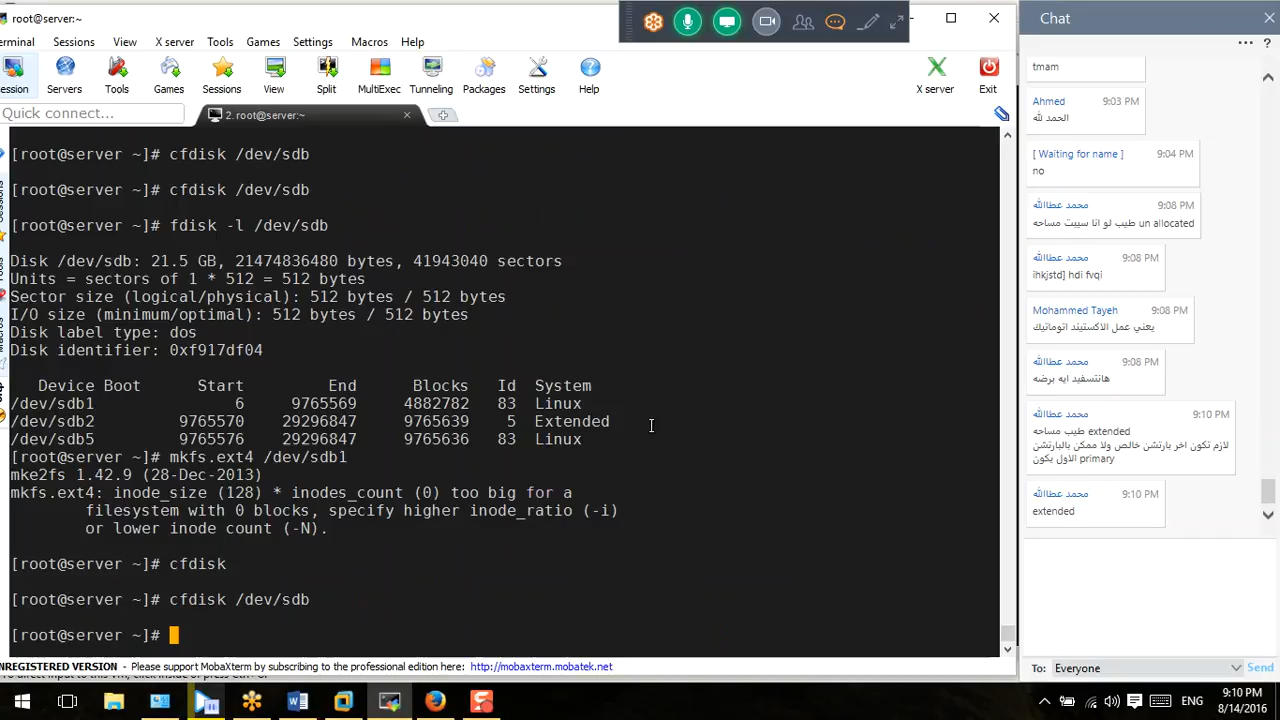 root@server:~
erminal Sessions View X server Tools Games Settings Macros Help
ession Servers Tools Games Sessions View Split MultiExec Tunneling Packages Settings Help X server Exit
Quick connect...
2. root@server:~
[root@server ~]# cfdisk /dev/sdb
[root@server ~]# cfdisk /dev/sdb
[root@server ~]# fdisk -l /dev/sdb
Disk /dev/sdb: 21.5 GB, 21474836480 bytes, 41943040 sectors
Units = sectors of 1 * 512 = 512 bytes
Sector size (logical/physical): 512 bytes / 512 bytes
I/O size (minimum/optimal): 512 bytes / 512 bytes
Disk label type: dos
Disk identifier: 0xf917df04
Device Boot Start End Blocks Id System
/dev/sdb1 6 9765569 4882782 83 Linux
/dev/sdb2 9765570 29296847 9765639 5 Extended
/dev/sdb5 9765576 29296847 9765636 83 Linux
[root@server ~]# mkfs.ext4 /dev/sdb1
mke2fs 1.42.9 (28-Dec-2013)
mkfs.ext4: inode_size (128) * inodes_count (0) too big for a
filesystem with 0 blocks, specify higher inode_ratio (-i)
or lower inode count (-N).
[root@server ~]# cfdisk
[root@server ~]# cfdisk /dev/sdb
[root@server ~]#
NREGISTERED VERSION - Please support MobaXterm by subscribing to the professional edition here: http://mobaxterm.mobatek.net
Chat
tmam
Ahmed 9:03 PM
الحمد لله
[ Waiting for name ] 9:04 PM
no
محمد عطاالله 9:08 PM
طيب لو انا سيبت مساحه un allocated
محمد عطاالله 9:08 PM
ihkjstd] hdi fvqi
Mohammed Tayeh 9:08 PM
يعني عمل الاكستيند اتوماتيك
محمد عطاالله 9:08 PM
هانتسفيد ايه برضه
محمد عطاالله 9:10 PM
طيب مساحه extended
لازم تكون اخر بارتشن خالص ولا ممكن بالبارتشن
الاول يكون primary
محمد عطاالله 9:10 PM
extended
To: Everyone Send
ENG 9:10 PM
8/14/2016